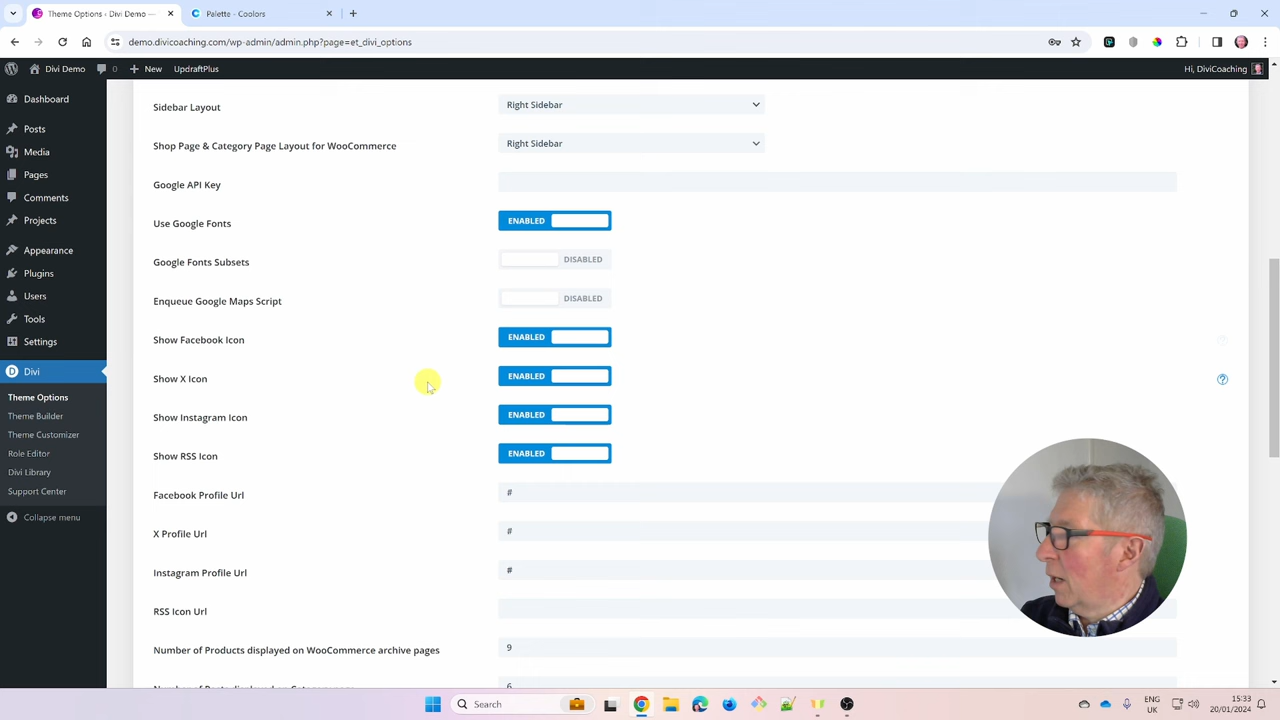 Theme Options ‹ Divi Demo —
Palette - Coolors
demo.divicoaching.com/wp-admin/admin.php?page=et_divi_options
Divi Demo
0
New
UpdraftPlus
Hi, DiviCoaching
Dashboard
Posts
Media
Pages
Comments
Projects
Appearance
Plugins
Users
Tools
Settings
Divi
Theme Options
Theme Builder
Theme Customizer
Role Editor
Divi Library
Support Center
Collapse menu
Sidebar Layout
Right Sidebar
Shop Page & Category Page Layout for WooCommerce
Right Sidebar
Google API Key
Use Google Fonts
ENABLED
Google Fonts Subsets
DISABLED
Enqueue Google Maps Script
DISABLED
Show Facebook Icon
ENABLED
Show X Icon
ENABLED
Show Instagram Icon
ENABLED
Show RSS Icon
ENABLED
Facebook Profile Url
#
X Profile Url
#
Instagram Profile Url
#
RSS Icon Url
Number of Products displayed on WooCommerce archive pages
9
Search
ENG
UK
15:33
20/01/2024